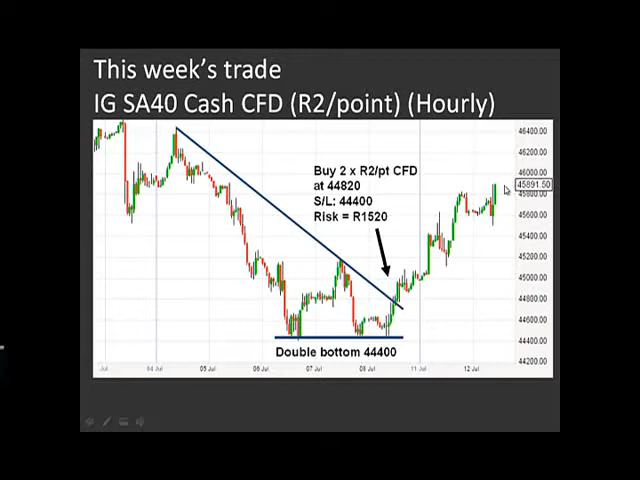 This week's trade
IG SA40 Cash CFD (R2/point) (Hourly)
46400.00
46200.00
Buy 2 x R2/pt CFD
at 44820
S/L: 44400
Risk = R1520
46000.00
45891.50
45800.00
45600.00
45400.00
45200.00
45000.00
44800.00
44600.00
44400.00
44200.00
Double bottom 44400
Jul
04 Jul
05 Jul
06 Jul
07 Jul
08 Jul
11 Jul
12 Jul